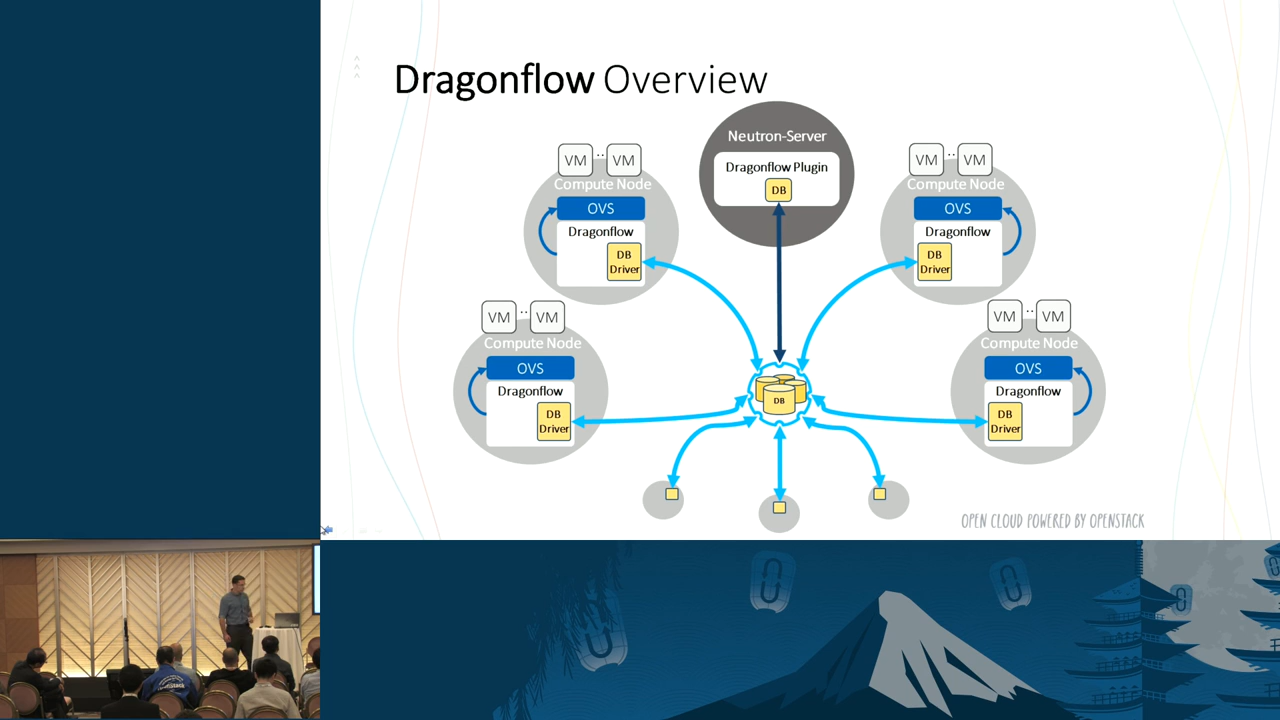 Dragonflow Overview
Neutron-Server
Dragonflow Plugin
DB
VM .. VM
Compute Node
OVS
Dragonflow
DB
Driver
VM .. VM
Compute Node
OVS
Dragonflow
DB
Driver
VM .. VM
Compute Node
OVS
Dragonflow
DB
Driver
VM .. VM
Compute Node
OVS
Dragonflow
DB
Driver
DB
OPEN CLOUD POWERED BY OPENSTACK